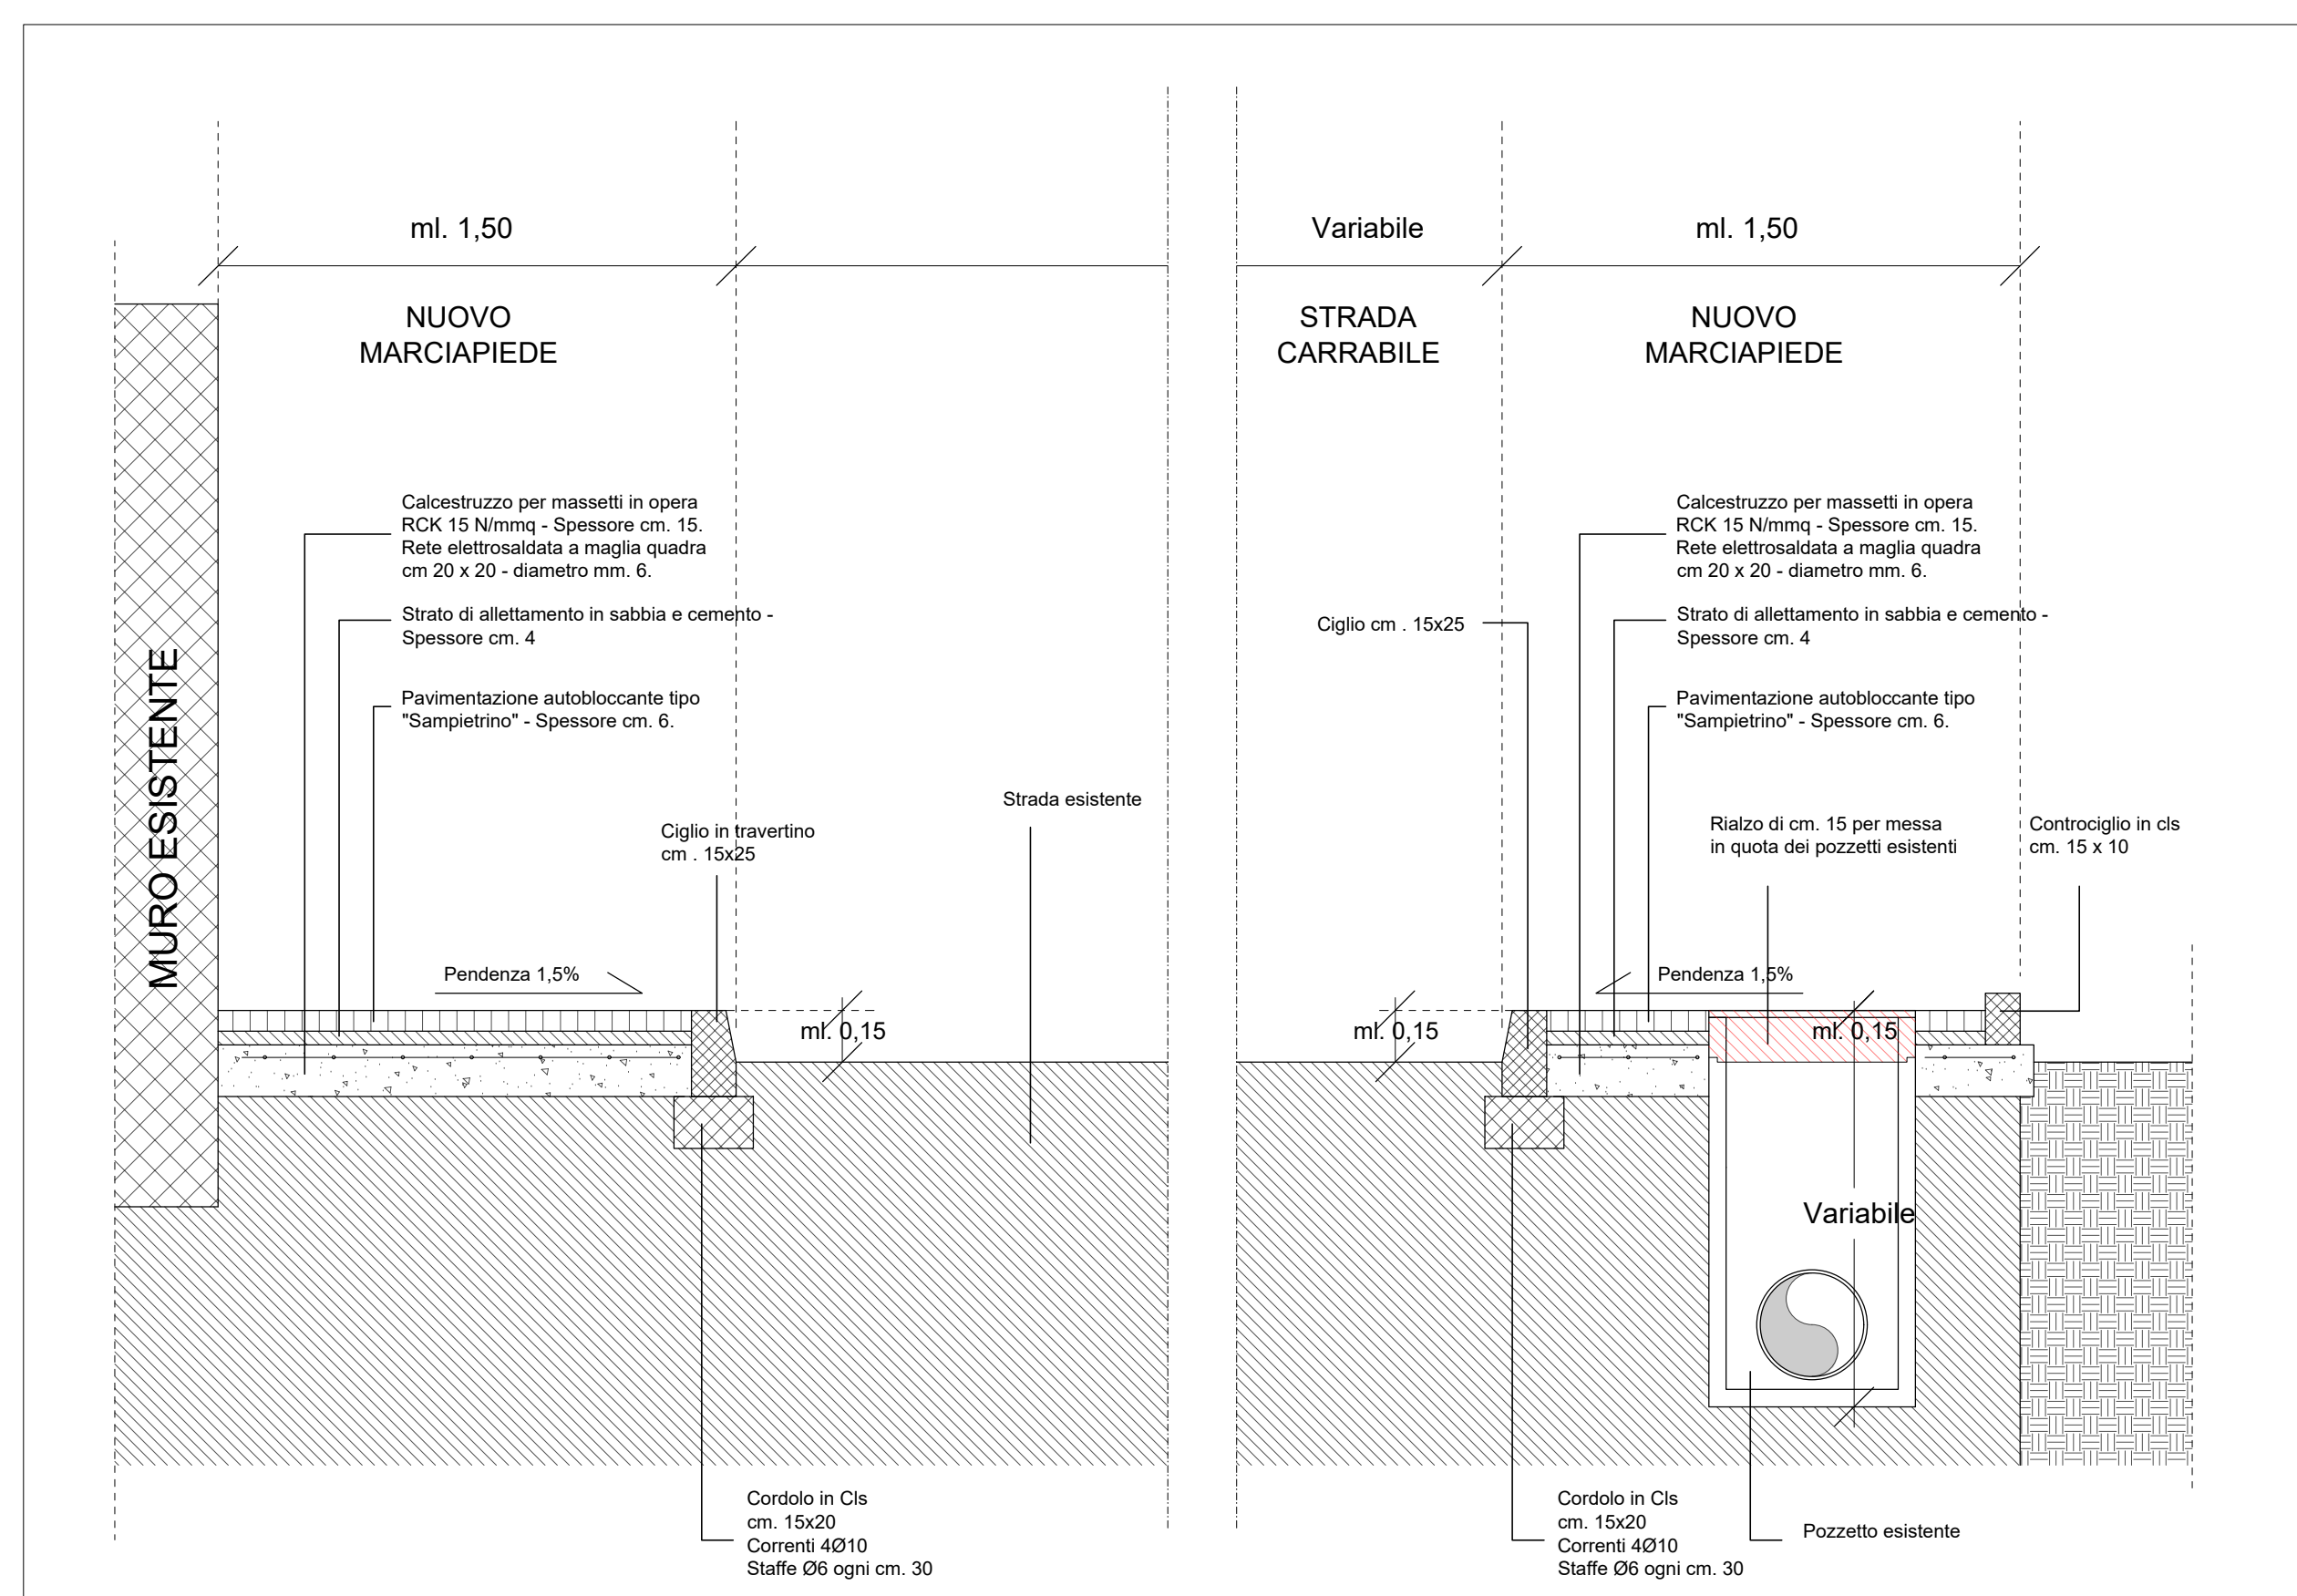 ml. 1,50
Variabile
ml. 1,50
NUOVO
MARCIAPIEDE
STRADA
CARRABILE
NUOVO
MARCIAPIEDE
MURO ESISTENTE
Calcestruzzo per massetti in opera
RCK 15 N/mmq - Spessore cm. 15.
Rete elettrosaldata a maglia quadra
cm 20 x 20 - diametro mm. 6.
Strato di allettamento in sabbia e cemento -
Spessore cm. 4
Pavimentazione autobloccante tipo
"Sampietrino" - Spessore cm. 6.
Ciglio in travertino
cm . 15x25
Strada esistente
Pendenza 1,5%
ml. 0,15
Cordolo in Cls
cm. 15x20
Correnti 4Ø10
Staffe Ø6 ogni cm. 30
Calcestruzzo per massetti in opera
RCK 15 N/mmq - Spessore cm. 15.
Rete elettrosaldata a maglia quadra
cm 20 x 20 - diametro mm. 6.
Ciglio cm . 15x25
Strato di allettamento in sabbia e cemento -
Spessore cm. 4
Pavimentazione autobloccante tipo
"Sampietrino" - Spessore cm. 6.
Rialzo di cm. 15 per messa
in quota dei pozzetti esistenti
Controciglio in cls
cm. 15 x 10
Pendenza 1,5%
ml. 0,15
ml. 0,15
Variabile
Cordolo in Cls
cm. 15x20
Correnti 4Ø10
Staffe Ø6 ogni cm. 30
Pozzetto esistente